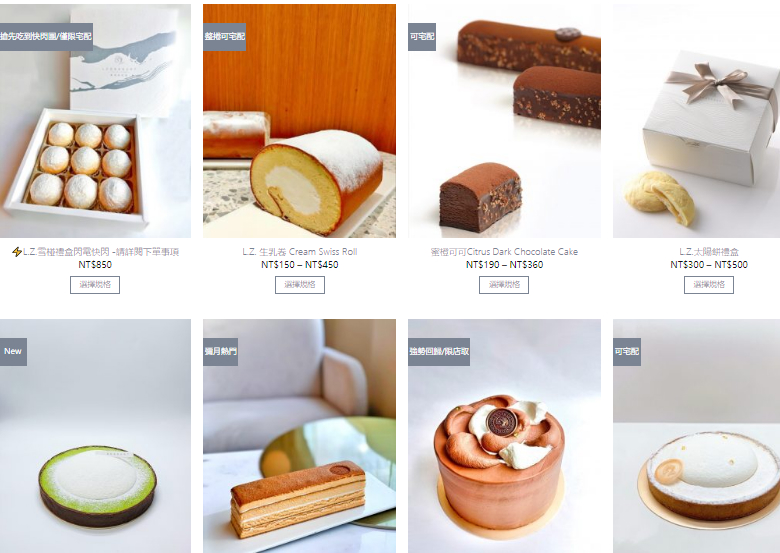 搶先吃到快閃團/僅限宅配
整捲可宅配
可宅配
⚡L.Z.雪椪禮盒閃電快閃 -請詳閱下單事項
L.Z. 生乳卷 Cream Swiss Roll
蜜橙可可Citrus Dark Chocolate Cake
L.Z.太陽餅禮盒
NT$850
NT$150 – NT$450
NT$190 – NT$360
NT$300 – NT$500
選擇規格
選擇規格
選擇規格
選擇規格
New
彌月熱門
強勢回歸/限店取
可宅配